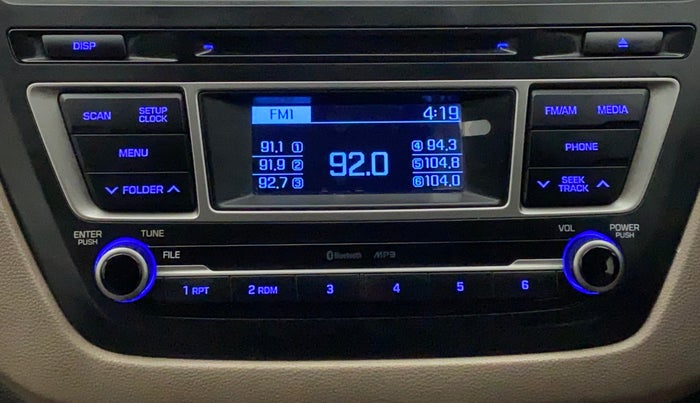 DISP
SCAN
SETUP
CLOCK
MENU
FOLDER
FM1
4:19
91.1 ①
91.9 ②
92.7 ③
92.0
④ 94.3
⑤ 104.8
⑥ 104.0
FM/AM
MEDIA
PHONE
SEEK
TRACK
ENTER
PUSH
TUNE
FILE
Bluetooth
MP3
VOL
POWER
PUSH
1 RPT
2 RDM
3
4
5
6